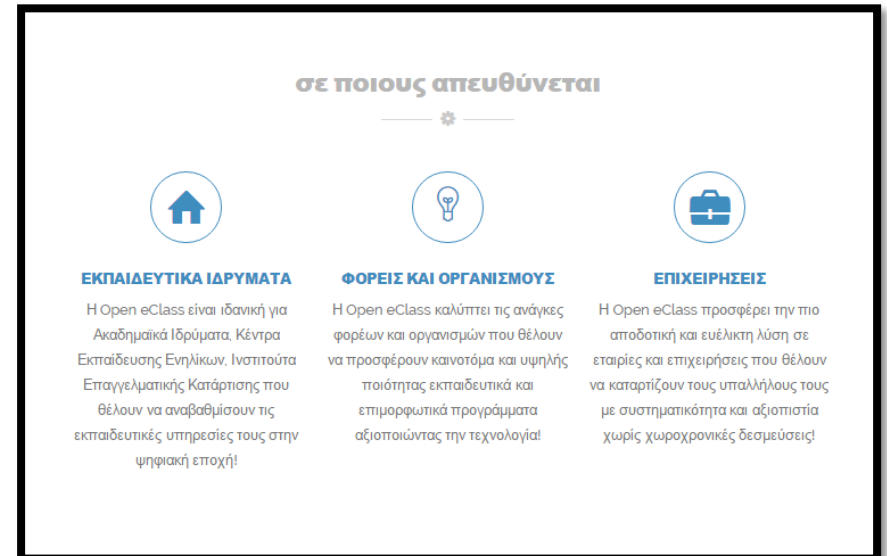 σε ποιους απευθύνεται
ΕΚΠΑΙΔΕΥΤΙΚΑ ΙΔΡΥΜΑΤΑ
Η Open eClass είναι ιδανική για
Ακαδημαϊκά Ιδρύματα, Κέντρα
Εκπαίδευσης Ενηλίκων, Ινστιτούτα
Επαγγελματικής Κατάρτισης που
θέλουν να αναβαθμίσουν τις
εκπαιδευτικές υπηρεσίες τους στην
ψηφιακή εποχή!
ΦΟΡΕΙΣ ΚΑΙ ΟΡΓΑΝΙΣΜΟΥΣ
Η Open eClass καλύπτει τις ανάγκες
φορέων και οργανισμών που θέλουν
να προσφέρουν καινοτόμα και υψηλής
ποιότητας εκπαιδευτικά και
επιμορφωτικά προγράμματα
αξιοποιώντας την τεχνολογία!
ΕΠΙΧΕΙΡΗΣΕΙΣ
Η Open eClass προσφέρει την πιο
αποδοτική και ευέλικτη λύση σε
εταιρίες και επιχειρήσεις που θέλουν
να καταρτίζουν τους υπαλλήλους τους
με συστηματικότητα και αξιοπιστία
χωρίς χωροχρονικές δεσμεύσεις!